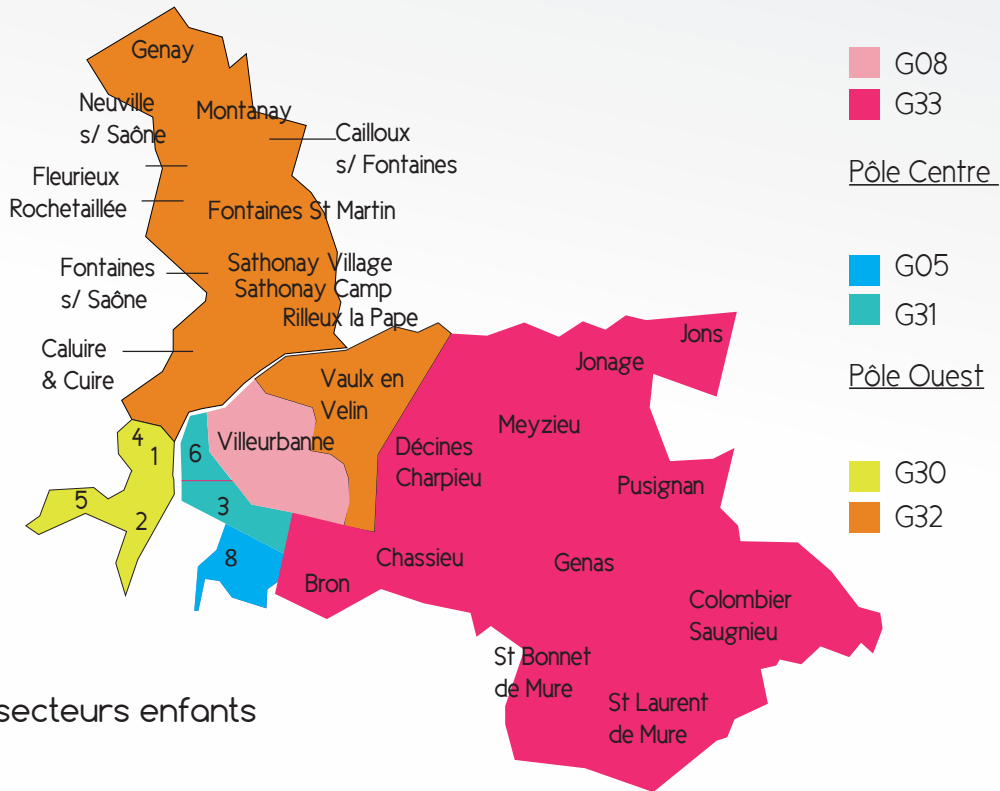 Genay
Neuville
s/ Saône
Montanay
Cailloux
s/ Fontaines
Fleurieux
Rochetaillée
Fontaines St Martin
Fontaines
s/ Saône
Sathonay Village
Sathonay Camp
Rilleux la Pape
Caluire
& Cuire
Vaulx en
Velin
Villeurbanne
4
1
5
2
6
3
8
Décines
Charpieu
Meyzieu
Jonage
Jons
Pusignan
Chassieu
Bron
Genas
Colombier
Saugnieu
St Bonnet
de Mure
St Laurent
de Mure
secteurs enfants
G08
G33
Pôle Centre
G05
G31
Pôle Ouest
G30
G32